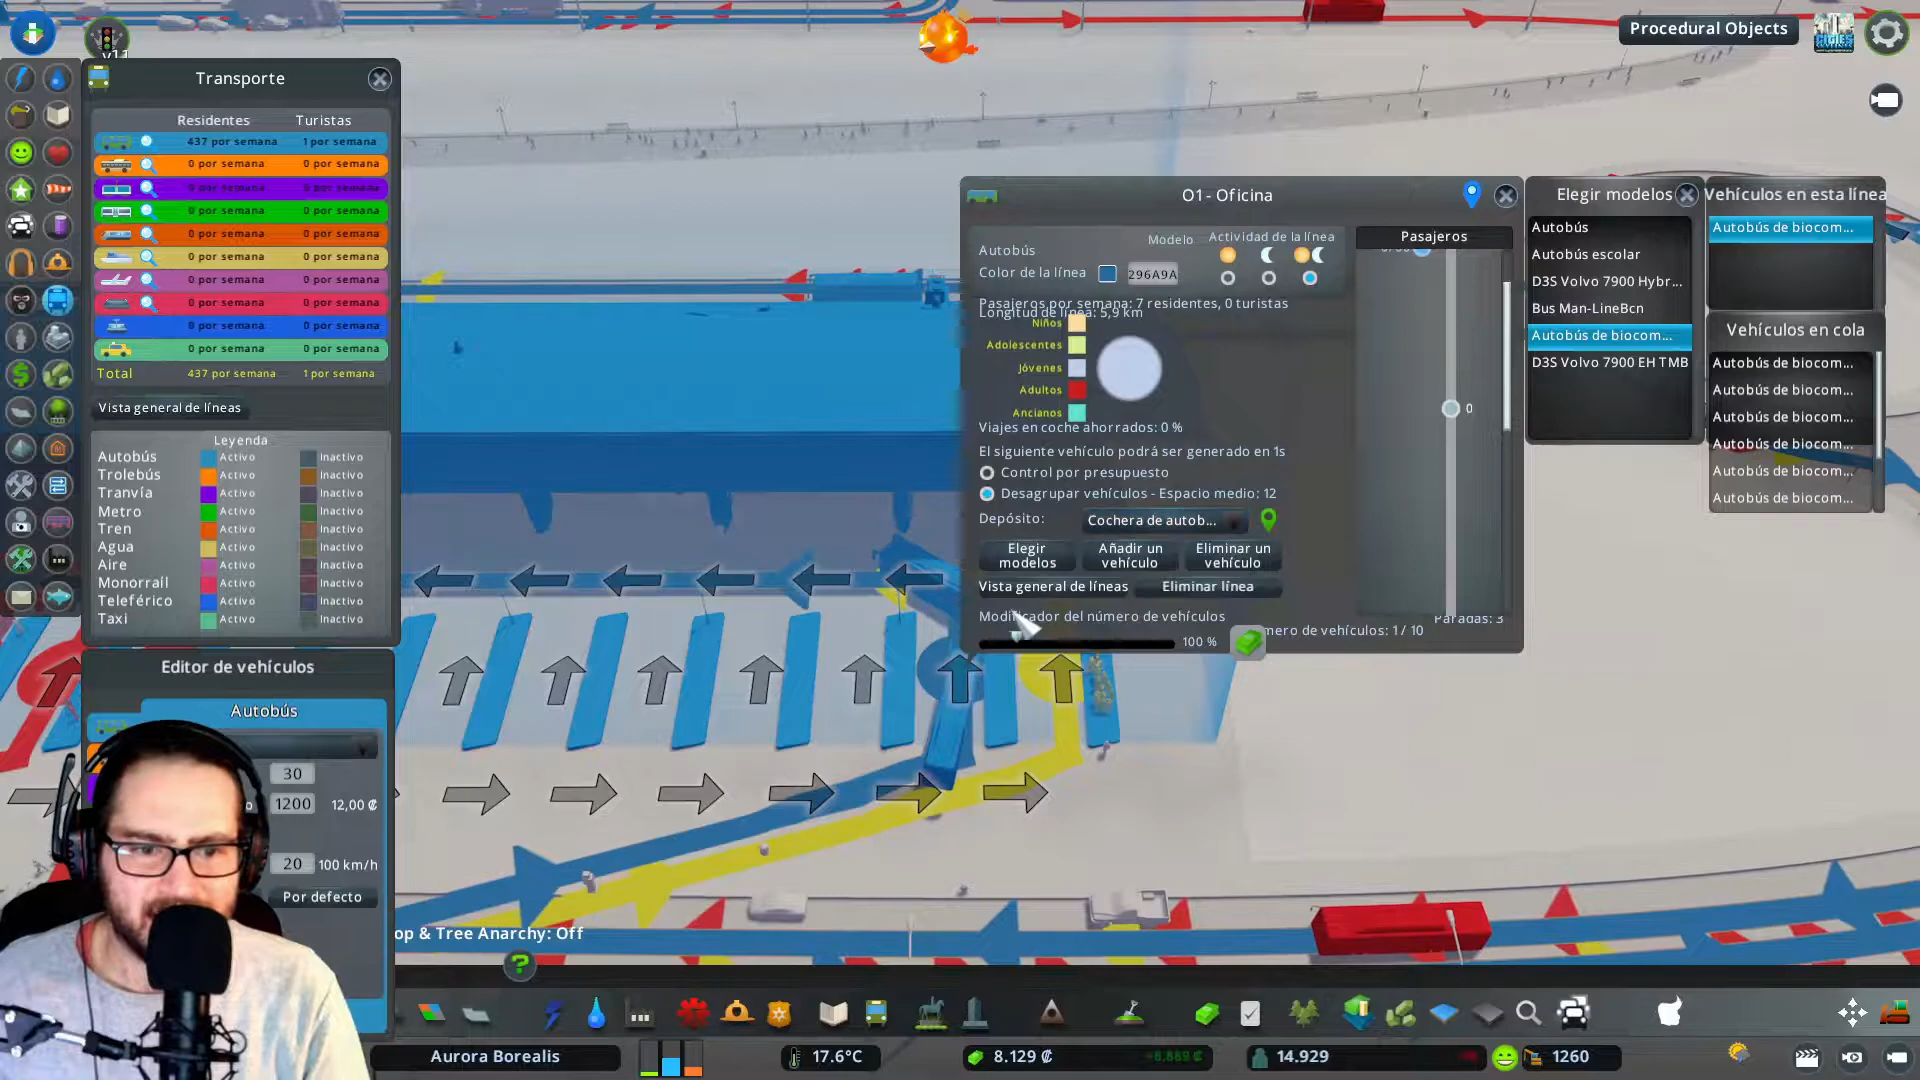 Procedural Objects
v11
Transporte
Residentes Turistas
437 por semana 1 por semana
0 por semana 0 por semana
0 por semana 0 por semana
0 por semana 0 por semana
0 por semana 0 por semana
0 por semana 0 por semana
0 por semana 0 por semana
0 por semana 0 por semana
0 por semana 0 por semana
0 por semana 0 por semana
Total 437 por semana 1 por semana
Vista general de líneas
Leyenda
Autobús Activo Inactivo
Trolebús Activo Inactivo
Tranvía Activo Inactivo
Metro Activo Inactivo
Tren Activo Inactivo
Agua Activo Inactivo
Aire Activo Inactivo
Monorraíl Activo Inactivo
Teleférico Activo Inactivo
Taxi Activo Inactivo
Editor de vehículos
Autobús
30
o 1200 12,00 ₡
20 100 km/h
Por defecto
O1- Oficina
Autobús Modelo Actividad de la línea
Color de la línea 296A9A
Pasajeros por semana: 7 residentes, 0 turistas
Longitud de línea: 5,9 km
Niños
Adolescentes
Jóvenes
Adultos
Ancianos
Viajes en coche ahorrados: 0 %
El siguiente vehículo podrá ser generado en 1s
Control por presupuesto
Desagrupar vehículos - Espacio medio: 12
Depósito: Cochera de autob...
Elegir modelos
Añadir un vehículo
Eliminar un vehículo
Vista general de líneas Eliminar línea
Modificador del número de vehículos
100 %
Pasajeros
0
Paradas: 3
mero de vehículos: 1 / 10
Elegir modelos
Autobús
Autobús escolar
D3S Volvo 7900 Hybr...
Bus Man-LineBcn
Autobús de biocom...
D3S Volvo 7900 EH TMB
Vehículos en esta línea
Autobús de biocom...
Vehículos en cola
Autobús de biocom...
Autobús de biocom...
Autobús de biocom...
Autobús de biocom...
Autobús de biocom...
Autobús de biocom...
op & Tree Anarchy: Off
Aurora Borealis
17.6°C
8.129 ₡
14.929
1260